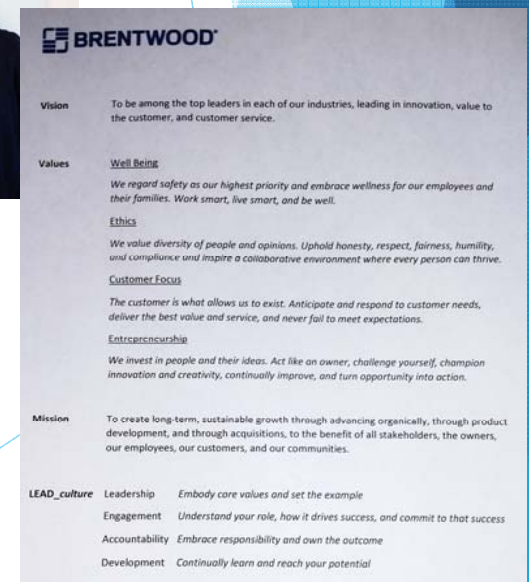 BRENTWOOD
Vision To be among the top leaders in each of our industries, leading in innovation, value to
the customer, and customer service.
Values Well Being
We regard safety as our highest priority and embrace wellness for our employees and
their families. Work smart, live smart, and be well.
Ethics
We value diversity of people and opinions. Uphold honesty, respect, fairness, humility,
and compliance and inspire a collaborative environment where every person can thrive.
Customer Focus
The customer is what allows us to exist. Anticipate and respond to customer needs,
deliver the best value and service, and never fail to meet expectations.
Entrepreneurship
We invest in people and their ideas. Act like an owner, challenge yourself, champion
innovation and creativity, continually improve, and turn opportunity into action.
Mission To create long-term, sustainable growth through advancing organically, through product
development, and through acquisitions, to the benefit of all stakeholders, the owners,
our employees, our customers, and our communities.
LEAD_culture Leadership Embody core values and set the example
Engagement Understand your role, how it drives success, and commit to that success
Accountability Embrace responsibility and own the outcome
Development Continually learn and reach your potential